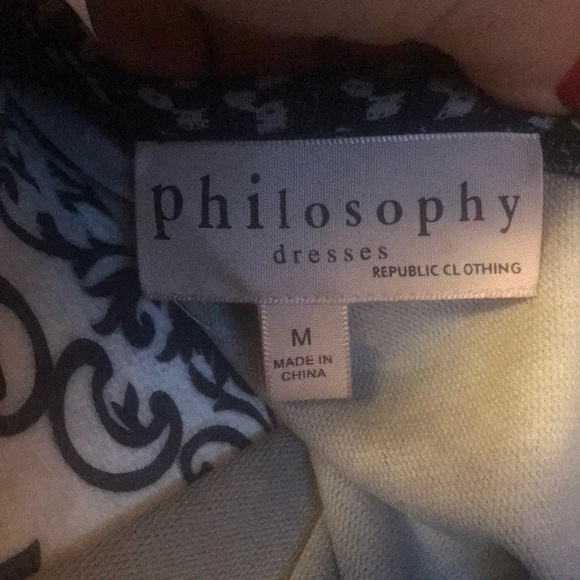 philosophy
dresses
REPUBLIC CLOTHING
M
MADE IN
CHINA